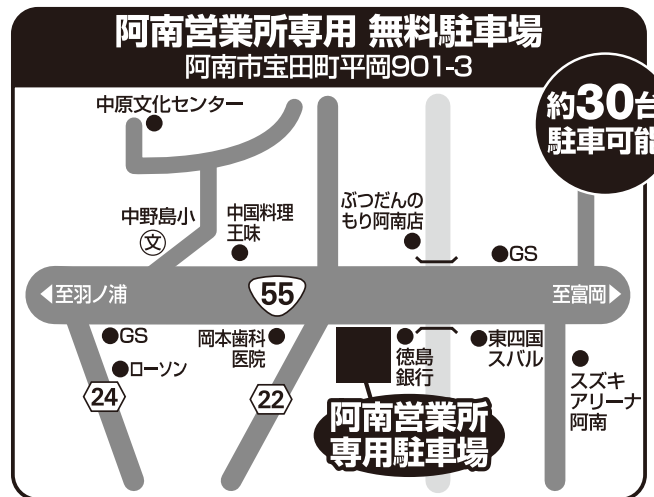 阿南営業所専用 無料駐車場
阿南市宝田町平岡901-3
約30台
駐車可能
中原文化センター
中野島小
文
中国料理
王味
ぶつだんの
もり阿南店
GS
至羽ノ浦
55
至富岡
GS
ローソン
岡本歯科
医院
徳島
銀行
東四国
スバル
スズキ
アリーナ
阿南
24
22
阿南営業所
専用駐車場